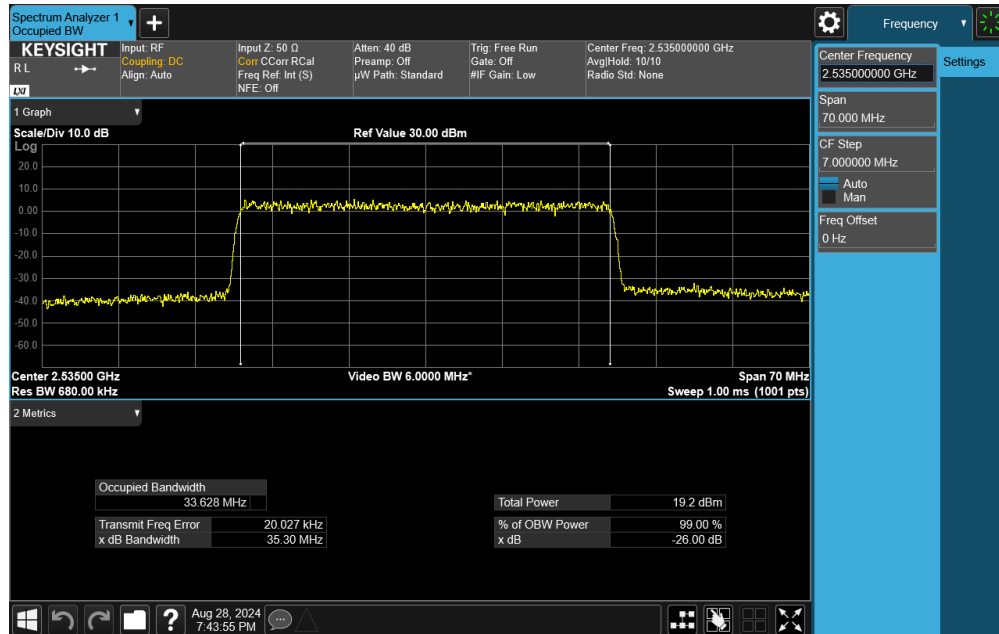 Spectrum Analyzer 1
Occupied BW
Frequency
KEYSIGHT
R L
LXI
Input: RF
Coupling: DC
Align: Auto
Input Z: 50 Ω
Corr CCorr RCal
Freq Ref: Int (S)
NFE: Off
Atten: 40 dB
Preamp: Off
µW Path: Standard
Trig: Free Run
Gate: Off
#IF Gain: Low
Center Freq: 2.535000000 GHz
Avg|Hold: 10/10
Radio Std: None
Center Frequency
2.535000000 GHz
Settings
Span
70.000 MHz
CF Step
7.000000 MHz
Auto
Man
Freq Offset
0 Hz
1 Graph
Scale/Div 10.0 dB
Ref Value 30.00 dBm
Log
20.0
10.0
0.00
-10.0
-20.0
-30.0
-40.0
-50.0
-60.0
Center 2.53500 GHz
Video BW 6.0000 MHz*
Span 70 MHz
Res BW 680.00 kHz
Sweep 1.00 ms (1001 pts)
2 Metrics
Occupied Bandwidth
33.628 MHz
Total Power 19.2 dBm
Transmit Freq Error 20.027 kHz
% of OBW Power 99.00 %
x dB Bandwidth 35.30 MHz
x dB -26.00 dB
Aug 28, 2024
7:43:55 PM